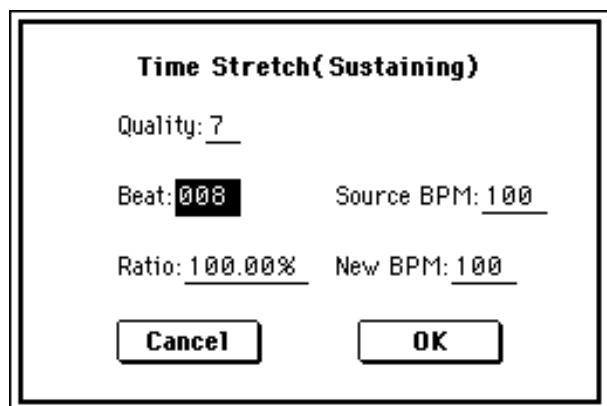 Time Stretch(Sustaining)
Quality: 7
Beat: 008 Source BPM: 100
Ratio: 100.00% New BPM: 100
Cancel OK